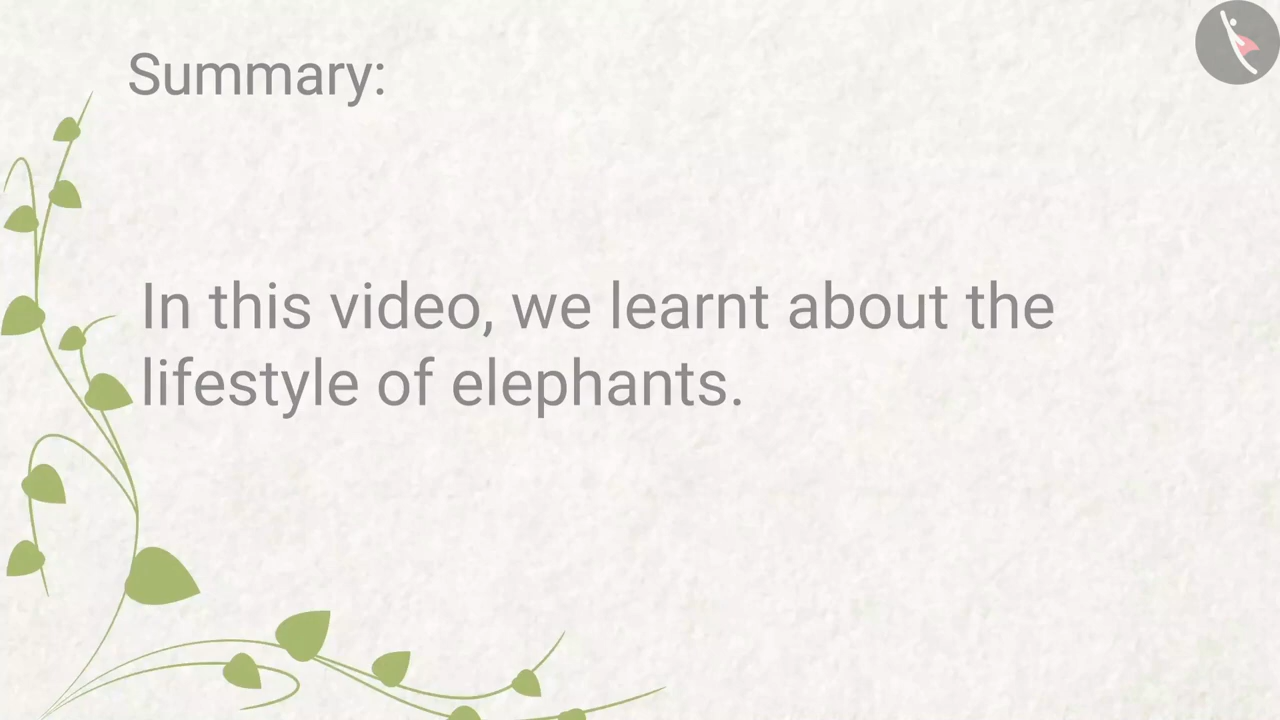 Summary:
In this video, we learnt about the
lifestyle of elephants.